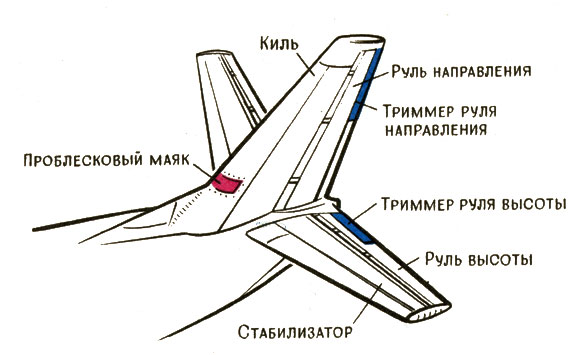 Киль
Руль направления
Триммер руля
направления
Проблесковый маяк
Триммер руля высоты
Руль высоты
Стабилизатор